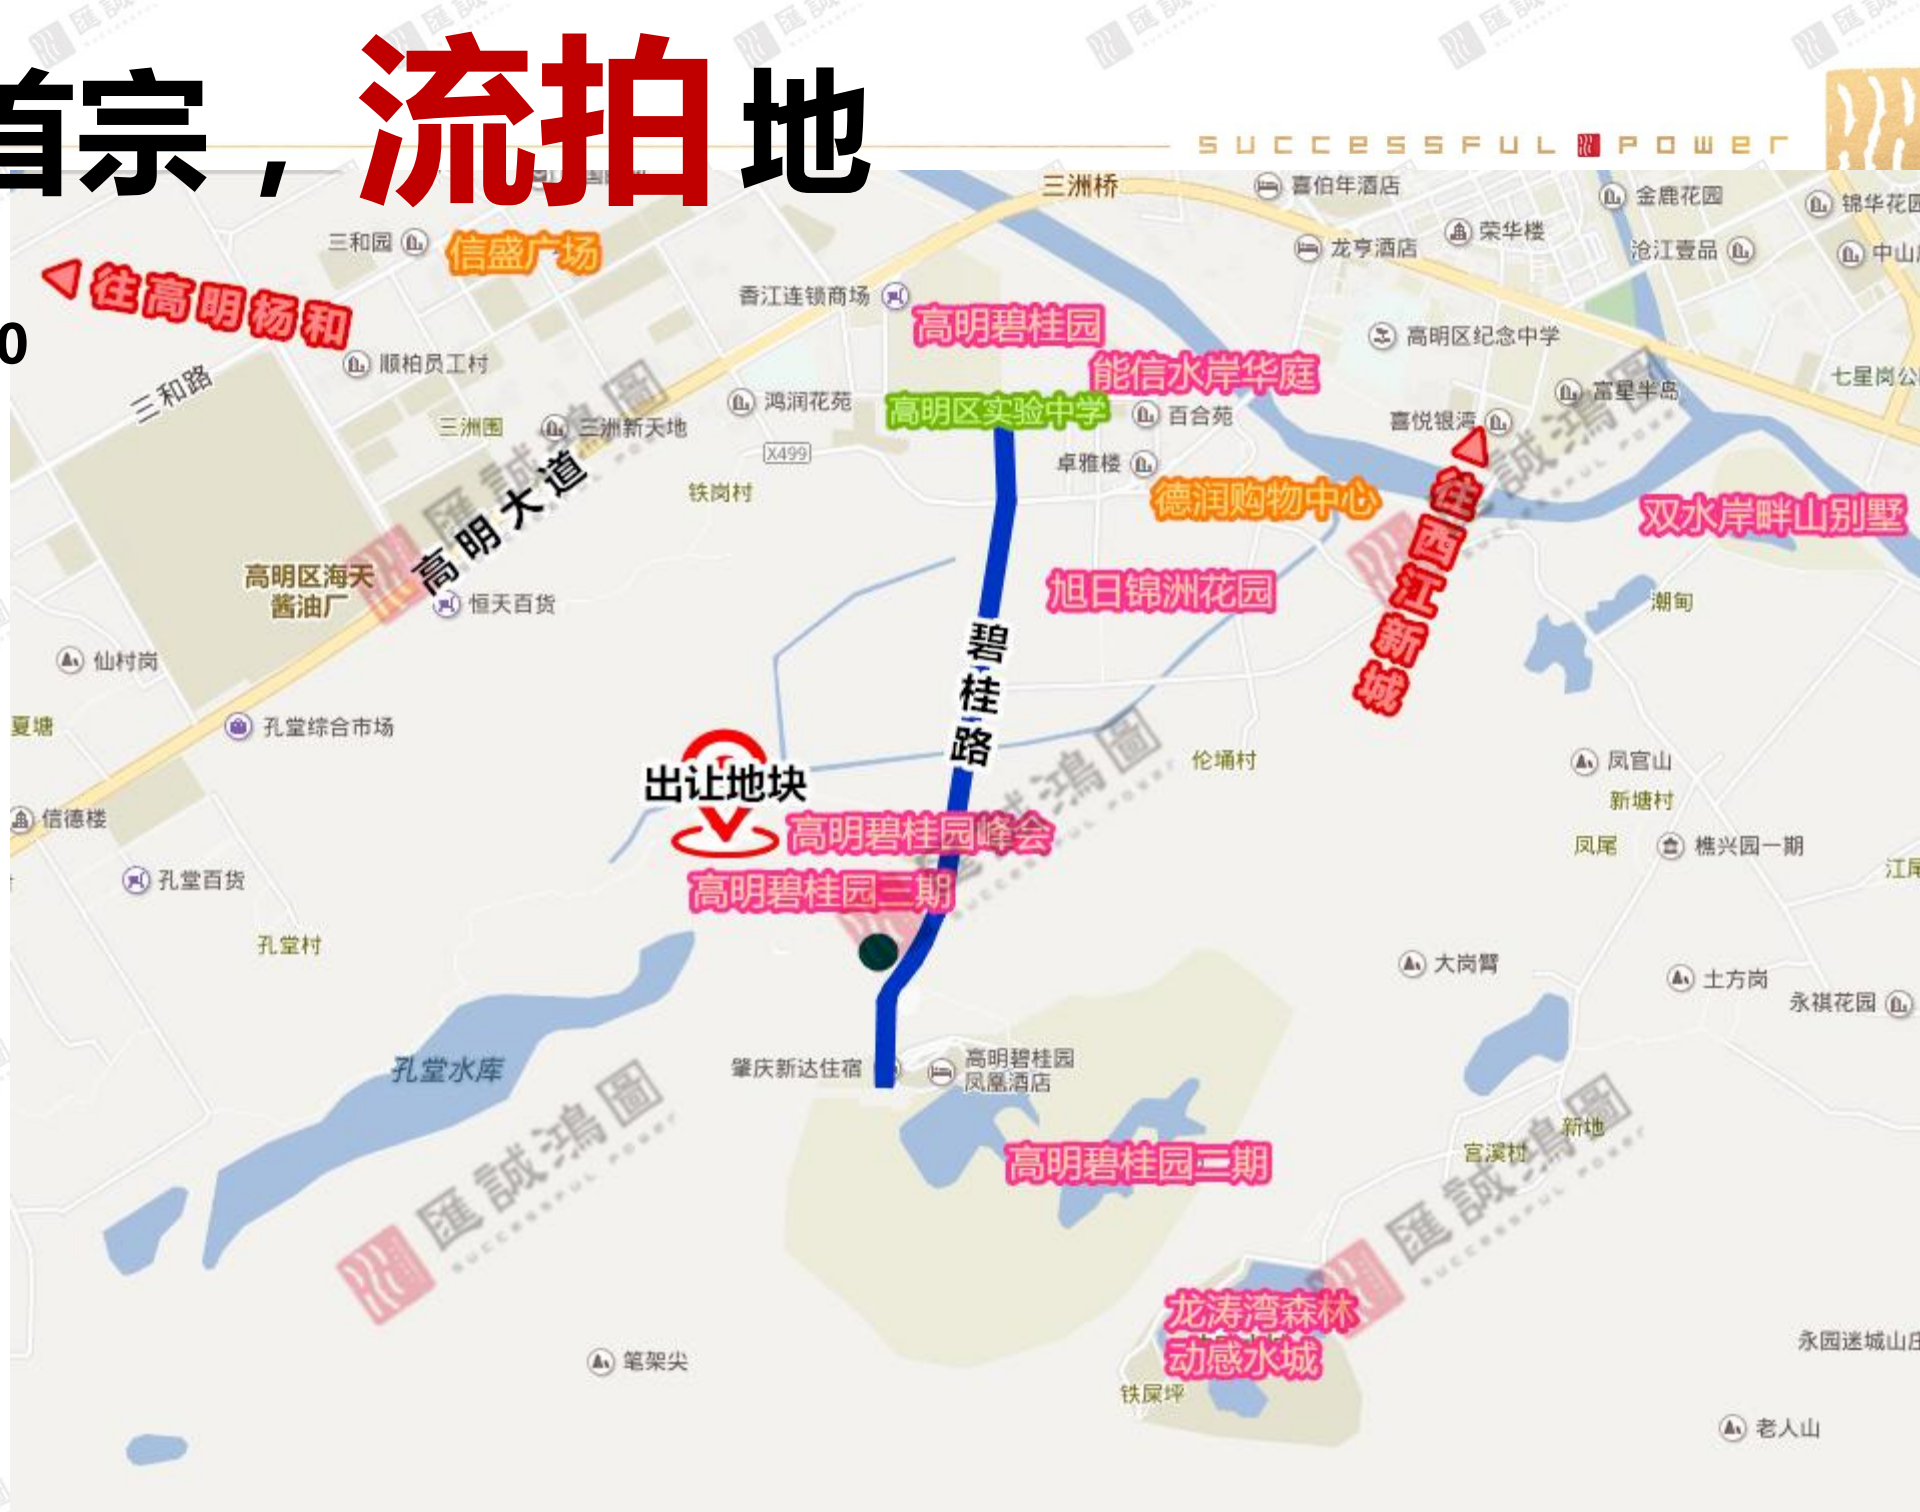 首宗，流拍地
SUCCESSFUL POWER
三洲桥
喜伯年酒店
金鹿花园
锦华花园
三和园
信盛广场
龙亨酒店
荣华楼
沧江壹品
中山
往高明杨和
香江连锁商场
高明碧桂园
高明区纪念中学
0
顺柏员工村
能信水岸华庭
七星岗公
三和路
鸿润花苑
高明区实验中学
百合苑
富星半岛
三洲围
三洲新天地
喜悦银湾
X499
卓雅楼
铁岗村
高明大道
德润购物中心
往西江新城
双水岸畔山别墅
高明区海天
酱油厂
恒天百货
旭日锦洲花园
潮甸
仙村岗
碧桂路
夏塘
孔堂综合市场
伦埇村
凤官山
出让地块
新塘村
信德楼
高明碧桂园峰会
凤尾
樵兴园一期
孔堂百货
高明碧桂园三期
江尾
孔堂村
大岗臂
土方岗
永祺花园
孔堂水库
肇庆新达住宿
高明碧桂园
凤凰酒店
新地
宫溪村
高明碧桂园二期
龙涛湾森林
动感水城
永园迷城山庄
笔架尖
铁屎坪
老人山
匯誠鴻圖
SUCCESSFUL POWER